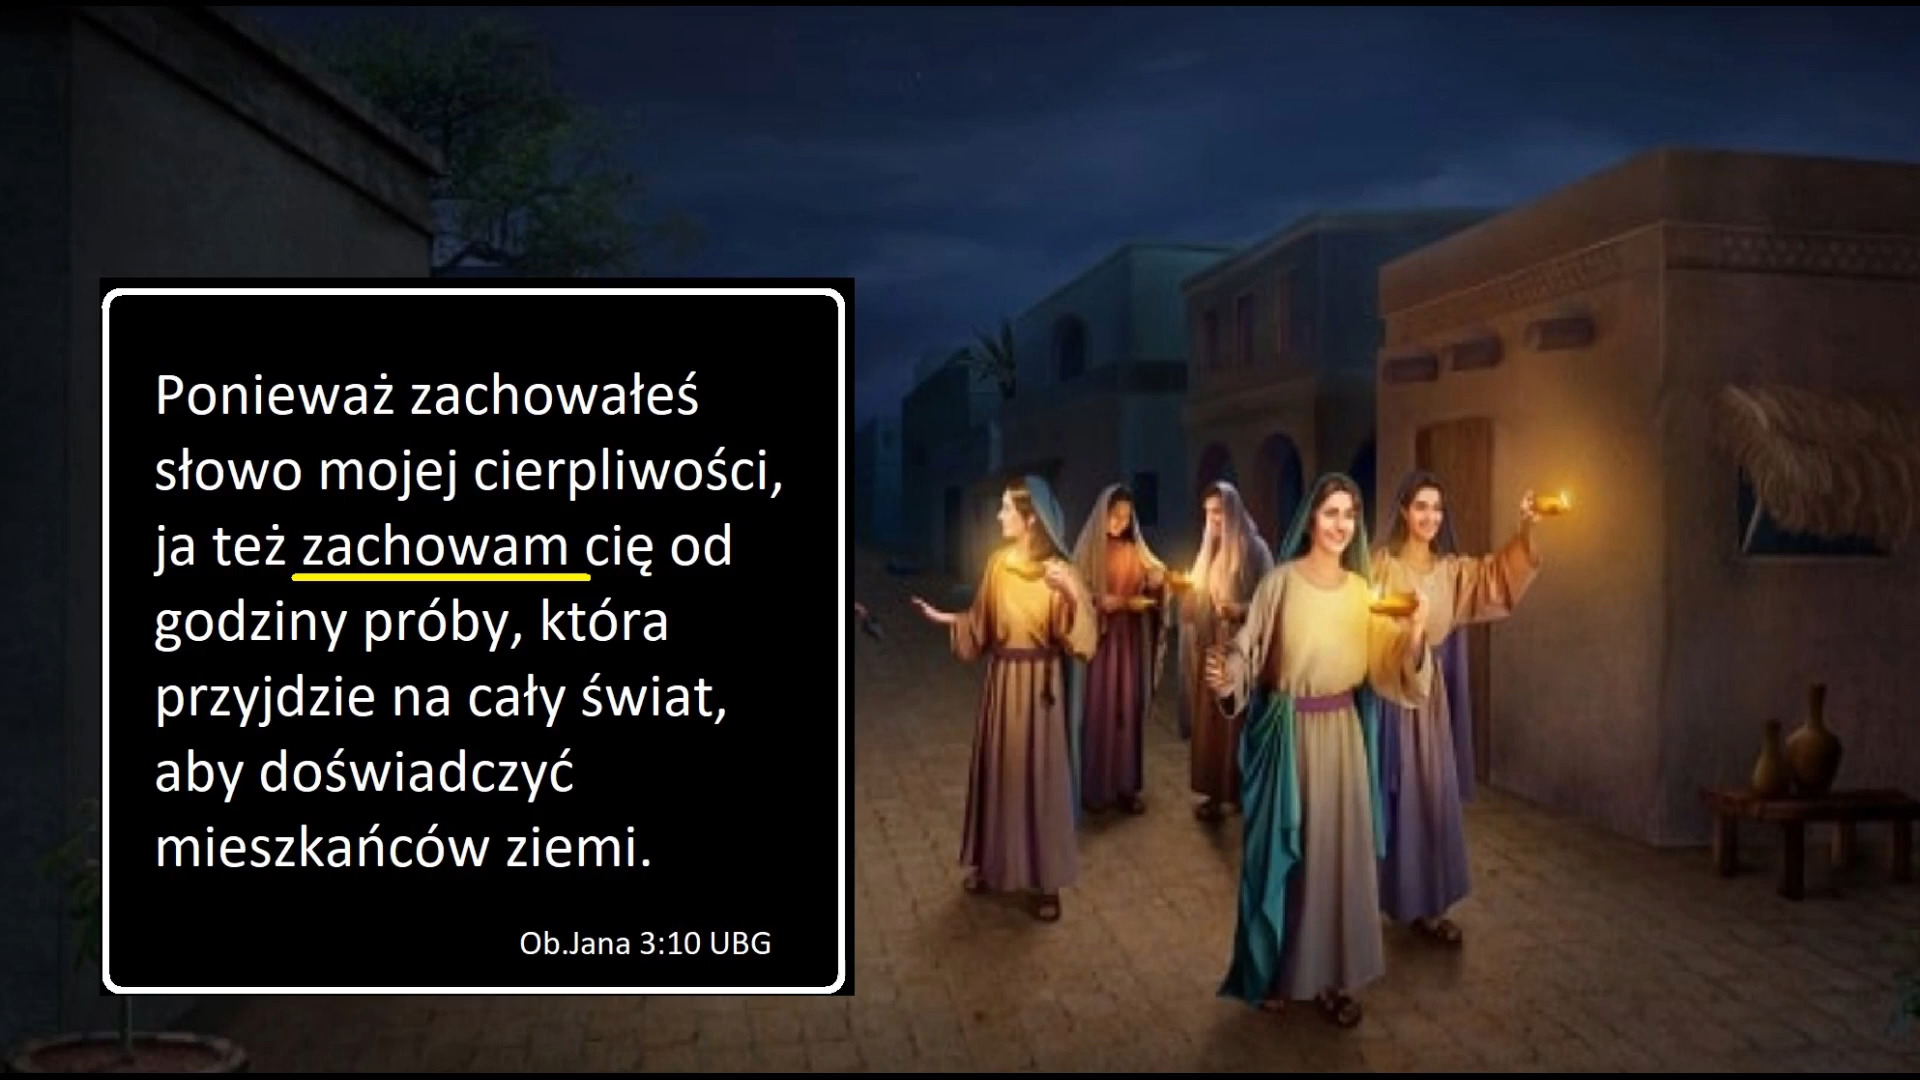 Ponieważ zachowałeś
słowo mojej cierpliwości,
ja też zachowam cię od
godziny próby, która
przyjdzie na cały świat,
aby doświadczyć
mieszkańców ziemi.
Ob.Jana 3:10 UBG